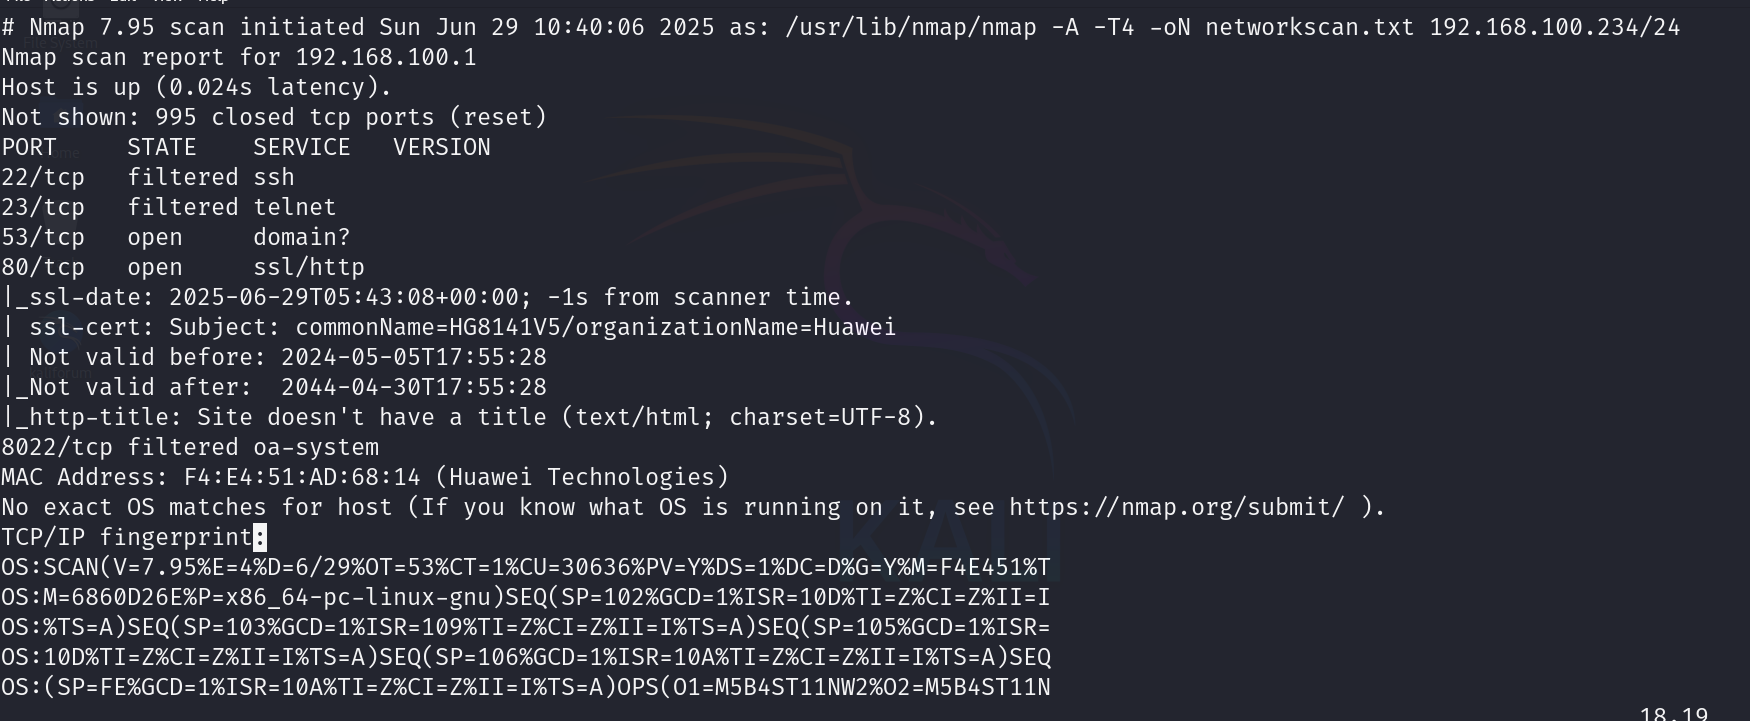 # Nmap 7.95 scan initiated Sun Jun 29 10:40:06 2025 as: /usr/lib/nmap/nmap -A -T4 -oN networkscan.txt 192.168.100.234/24
Nmap scan report for 192.168.100.1
Host is up (0.024s latency).
Not shown: 995 closed tcp ports (reset)
PORT     STATE    SERVICE   VERSION
22/tcp   filtered ssh
23/tcp   filtered telnet
53/tcp   open     domain?
80/tcp   open     ssl/http
|_ssl-date: 2025-06-29T05:43:08+00:00; -1s from scanner time.
| ssl-cert: Subject: commonName=HG8141V5/organizationName=Huawei
| Not valid before: 2024-05-05T17:55:28
|_Not valid after:  2044-04-30T17:55:28
|_http-title: Site doesn't have a title (text/html; charset=UTF-8).
8022/tcp filtered oa-system
MAC Address: F4:E4:51:AD:68:14 (Huawei Technologies)
No exact OS matches for host (If you know what OS is running on it, see https://nmap.org/submit/ ).
TCP/IP fingerprint:
OS:SCAN(V=7.95%E=4%D=6/29%OT=53%CT=1%CU=30636%PV=Y%DS=1%DC=D%G=Y%M=F4E451%T
OS:M=6860D26E%P=x86_64-pc-linux-gnu)SEQ(SP=102%GCD=1%ISR=10D%TI=Z%CI=Z%II=I
OS:%TS=A)SEQ(SP=103%GCD=1%ISR=109%TI=Z%CI=Z%II=I%TS=A)SEQ(SP=105%GCD=1%ISR=
OS:10D%TI=Z%CI=Z%II=I%TS=A)SEQ(SP=106%GCD=1%ISR=10A%TI=Z%CI=Z%II=I%TS=A)SEQ
OS:(SP=FE%GCD=1%ISR=10A%TI=Z%CI=Z%II=I%TS=A)OPS(O1=M5B4ST11NW2%O2=M5B4ST11N
18,19
KALI